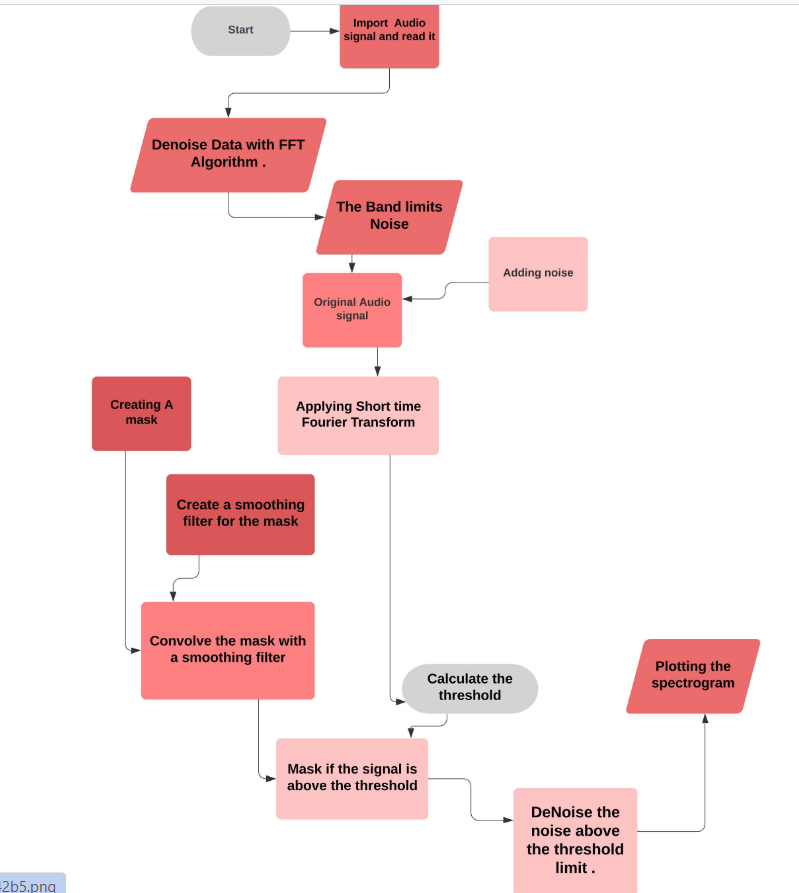 Start
Import Audio
signal and read it
Denoise Data with FFT
Algorithm .
The Band limits
Noise
Adding noise
Original Audio
signal
Creating A
mask
Applying Short time
Fourier Transform
Create a smoothing
filter for the mask
Convolve the mask with
a smoothing filter
Calculate the
threshold
Plotting the
spectrogram
Mask if the signal is
above the threshold
DeNoise the
noise above
the threshold
limit .
42b5.png